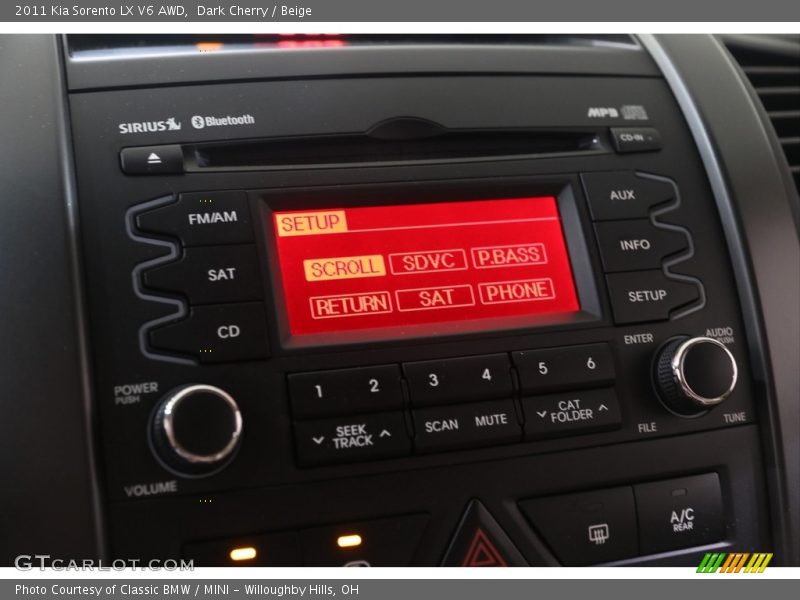 2011 Kia Sorento LX V6 AWD, Dark Cherry / Beige
SIRIUS
Bluetooth
MP3
CD-IN
FM/AM
SAT
CD
SETUP
SCROLL SDVC P.BASS
RETURN SAT PHONE
AUX
INFO
SETUP
ENTER
AUDIO
PUSH
FILE
TUNE
POWER
PUSH
VOLUME
1 2 3 4 5 6
SEEK
TRACK
SCAN MUTE
CAT
FOLDER
A/C
REAR
GTCARLOT.COM
Photo Courtesy of Classic BMW / MINI - Willoughby Hills, OH